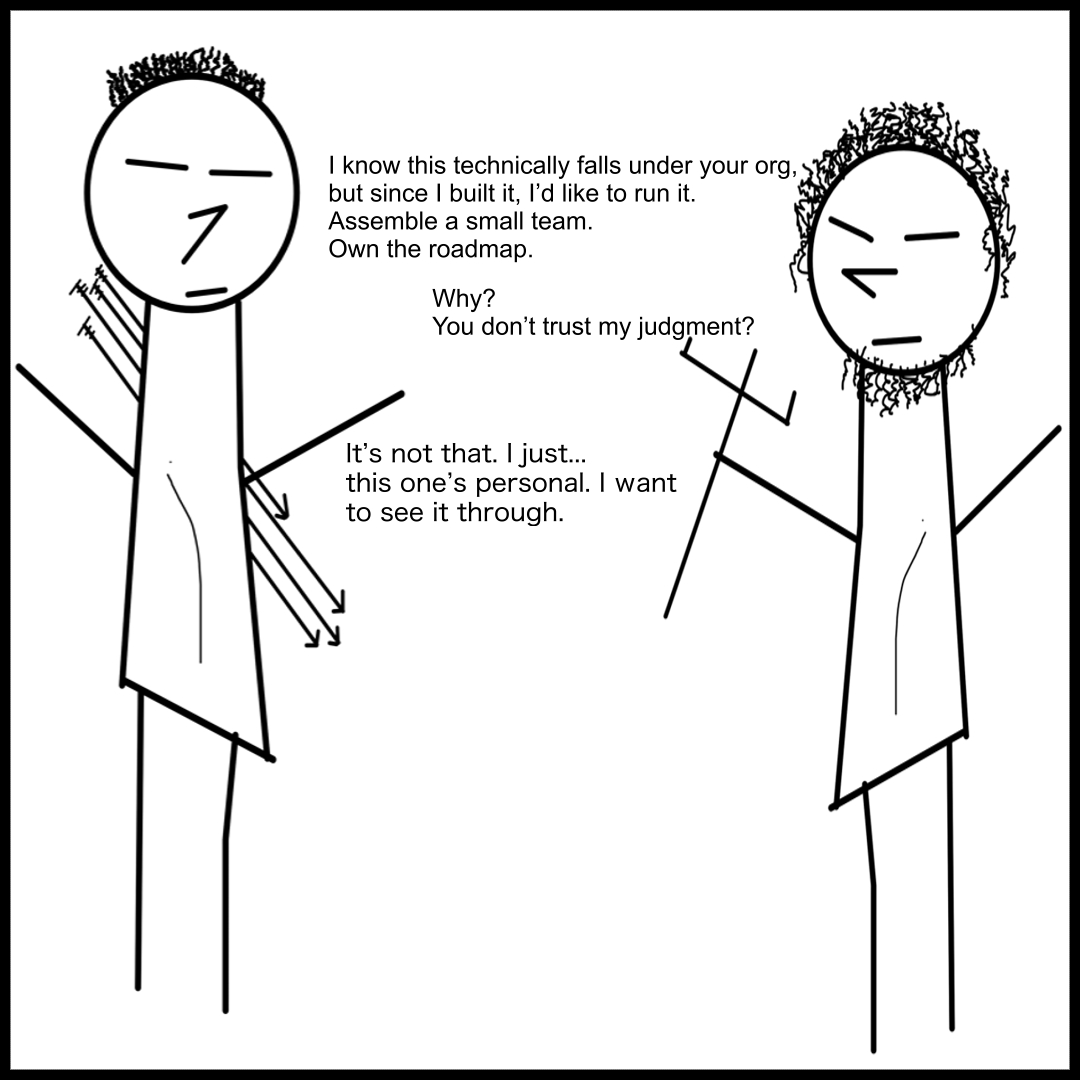 I know this technically falls under your org,
but since I built it, I’d like to run it.
Assemble a small team.
Own the roadmap.
Why?
You don’t trust my judgment?
It’s not that. I just...
this one’s personal. I want
to see it through.